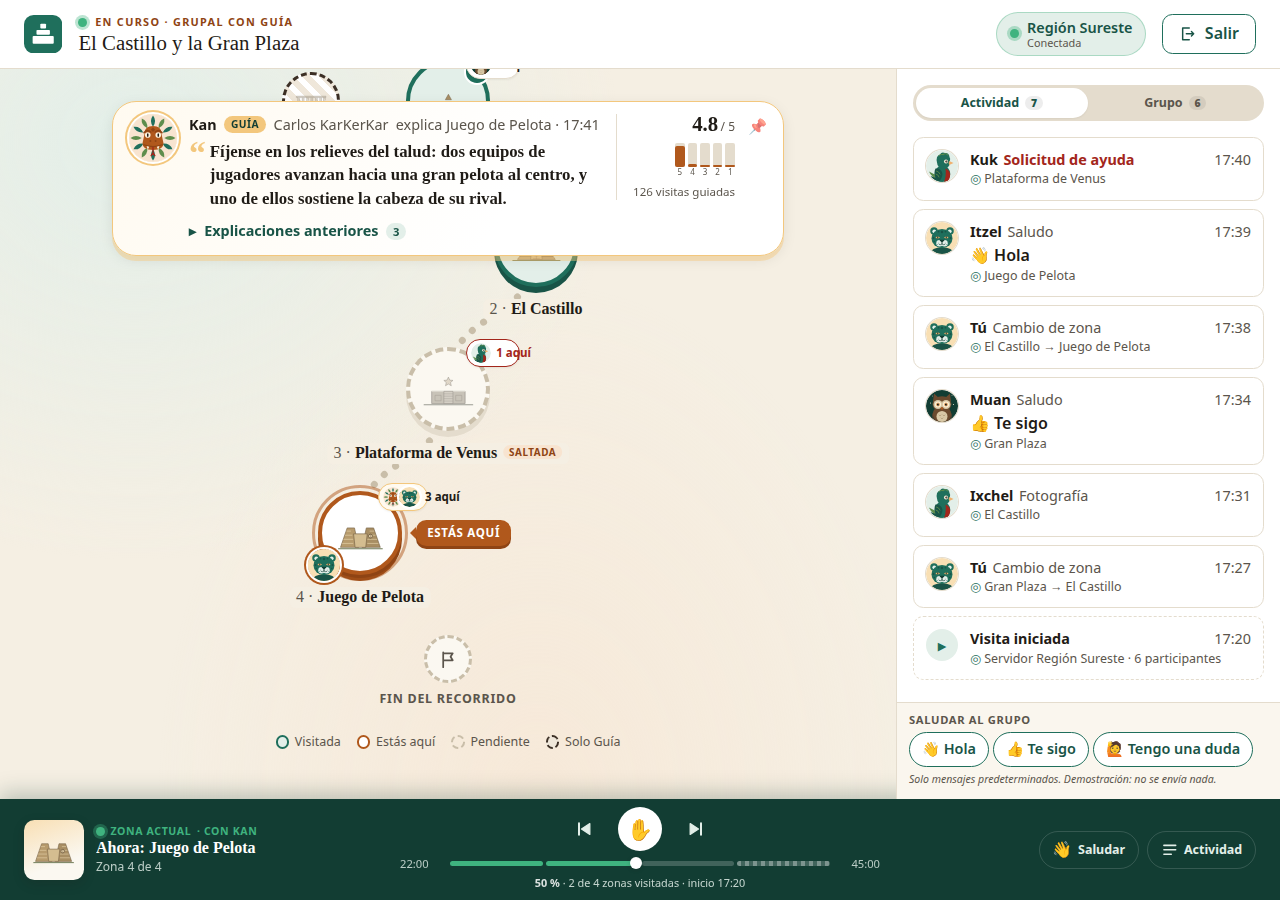 EN CURSO · GRUPAL CON GUÍA
El Castillo y la Gran Plaza
Región Sureste
Conectada
Salir
Kan GUÍA Carlos KarKerKar explica Juego de Pelota · 17:41
“ Fíjense en los relieves del talud: dos equipos de
jugadores avanzan hacia una gran pelota al centro, y
uno de ellos sostiene la cabeza de su rival.
▸ Explicaciones anteriores 3
4.8 / 5
5 4 3 2 1
126 visitas guiadas
2 · El Castillo
1 aquí
3 · Plataforma de Venus SALTADA
3 aquí
ESTÁS AQUÍ
4 · Juego de Pelota
FIN DEL RECORRIDO
Visitada Estás aquí Pendiente Solo Guía
Actividad 7 Grupo 6
Kuk Solicitud de ayuda 17:40
◎ Plataforma de Venus
Itzel Saludo 17:39
👋 Hola
◎ Juego de Pelota
Tú Cambio de zona 17:38
◎ El Castillo → Juego de Pelota
Muan Saludo 17:34
👍 Te sigo
◎ Gran Plaza
Ixchel Fotografía 17:31
◎ El Castillo
Tú Cambio de zona 17:27
◎ Gran Plaza → El Castillo
Visita iniciada 17:20
◎ Servidor Región Sureste · 6 participantes
SALUDAR AL GRUPO
👋 Hola 👍 Te sigo 🙋 Tengo una duda
Solo mensajes predeterminados. Demostración: no se envía nada.
ZONA ACTUAL · CON KAN
Ahora: Juego de Pelota
Zona 4 de 4
22:00 45:00
50 % · 2 de 4 zonas visitadas · inicio 17:20
👋 Saludar Actividad